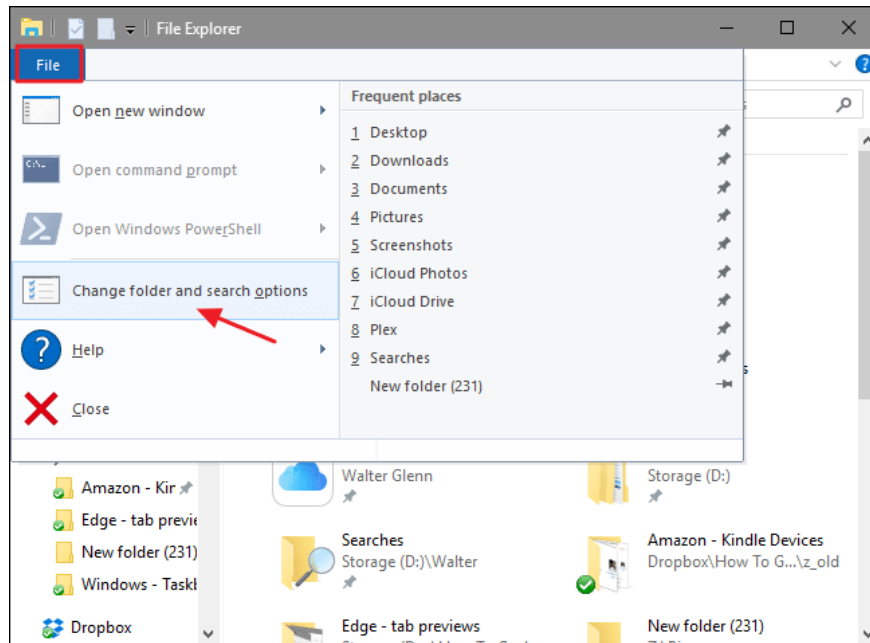 File Explorer
File
Open new window
Open command prompt
Open Windows PowerShell
Change folder and search options
Help
Close
Frequent places
1 Desktop
2 Downloads
3 Documents
4 Pictures
5 Screenshots
6 iCloud Photos
7 iCloud Drive
8 Plex
9 Searches
New folder (231)
Amazon - Kir
Edge - tab previe
New folder (231)
Windows - Taskb
Dropbox
Walter Glenn
Storage (D:)
Searches
Storage (D:)\Walter
Amazon - Kindle Devices
Dropbox\How To G...\z_old
Edge - tab previews
New folder (231)